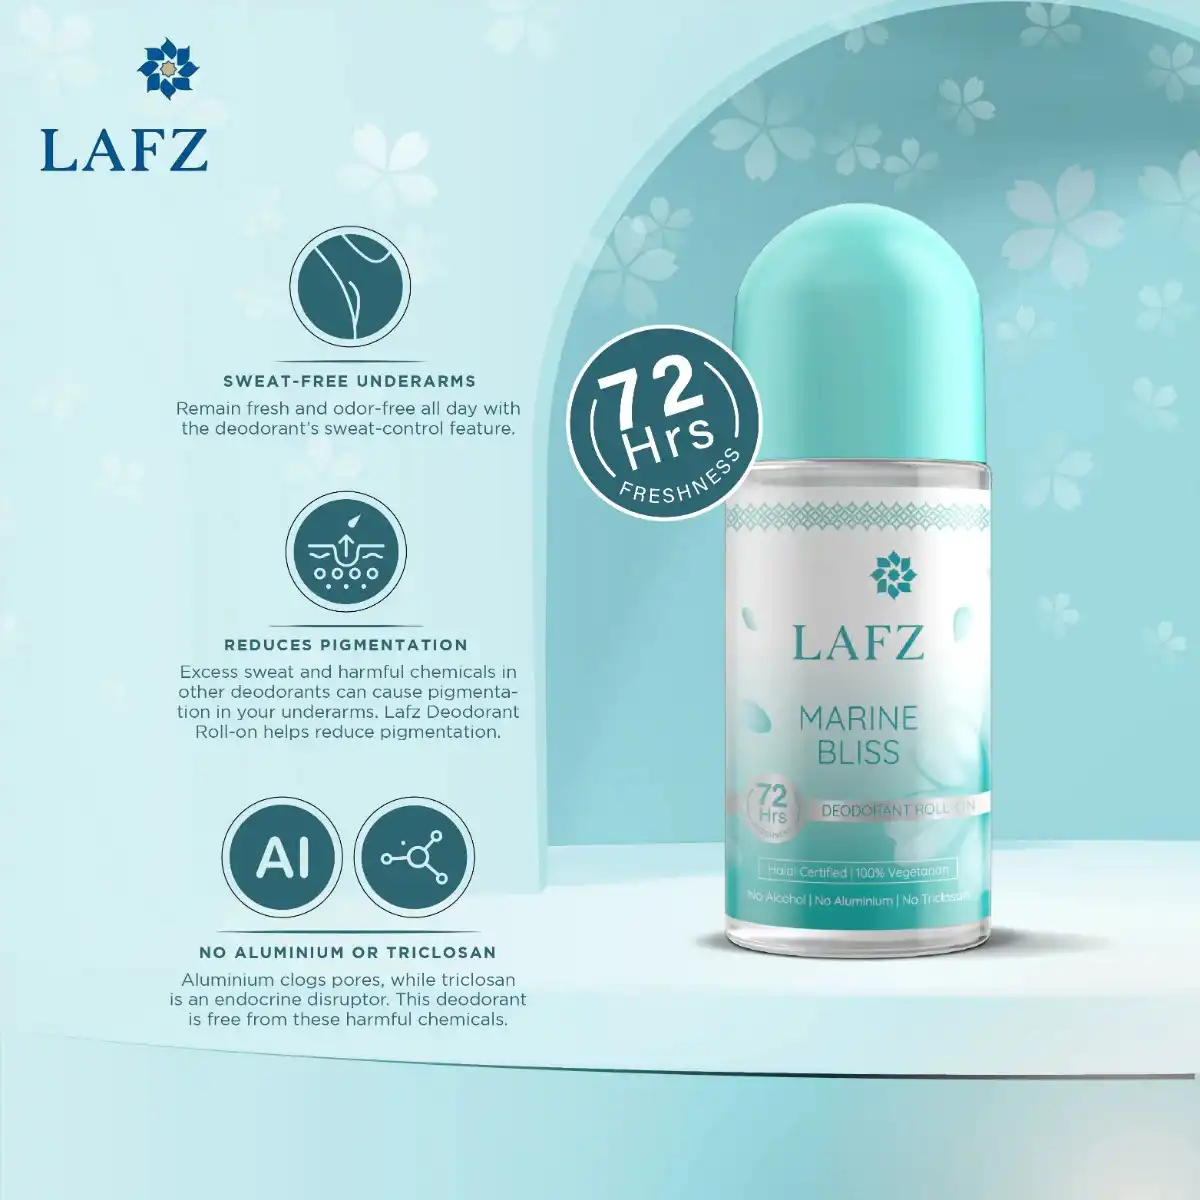 LAFZ
SWEAT-FREE UNDERARMS
Remain fresh and odor-free all day with
the deodorant's sweat-control feature.
REDUCES PIGMENTATION
Excess sweat and harmful chemicals in
other deodorants can cause pigmenta-
tion in your underarms. Lafz Deodorant
Roll-on helps reduce pigmentation.
Al
NO ALUMINIUM OR TRICLOSAN
Aluminium clogs pores, while triclosan
is an endocrine disruptor. This deodorant
is free from these harmful chemicals.
72
Hrs
FRESHNESS
LAFZ
MARINE
BLISS
72
Hrs
DEODORANT ROLL-ON
Halal Certified | 100% Vegetarian
No Alcohol | No Aluminium | No Triclosan